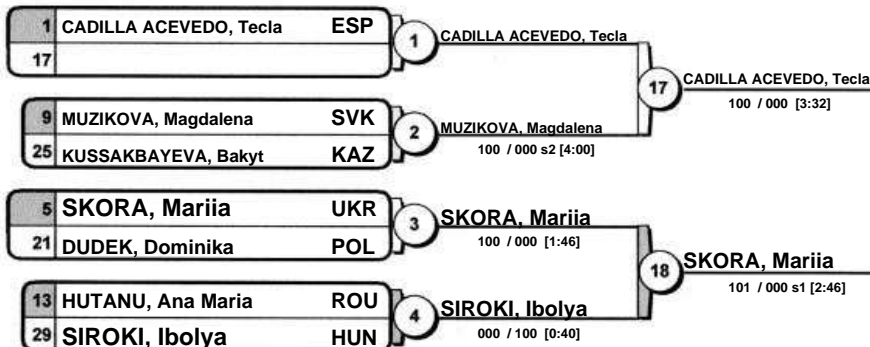 1 CADILLA ACEVEDO, Tecla ESP
17
1
CADILLA ACEVEDO, Tecla
9 MUZIKOVA, Magdalena SVK
25 KUSSAKBAYEVA, Bakyt KAZ
2
MUZIKOVA, Magdalena
100 / 000 s2 [4:00]
17
CADILLA ACEVEDO, Tecla
100 / 000 [3:32]
5 SKORA, Mariia UKR
21 DUDEK, Dominika POL
3
SKORA, Mariia
100 / 000 [1:46]
13 HUTANU, Ana Maria ROU
29 SIROKI, Ibolya HUN
4
SIROKI, Ibolya
000 / 100 [0:40]
18
SKORA, Mariia
101 / 000 s1 [2:46]